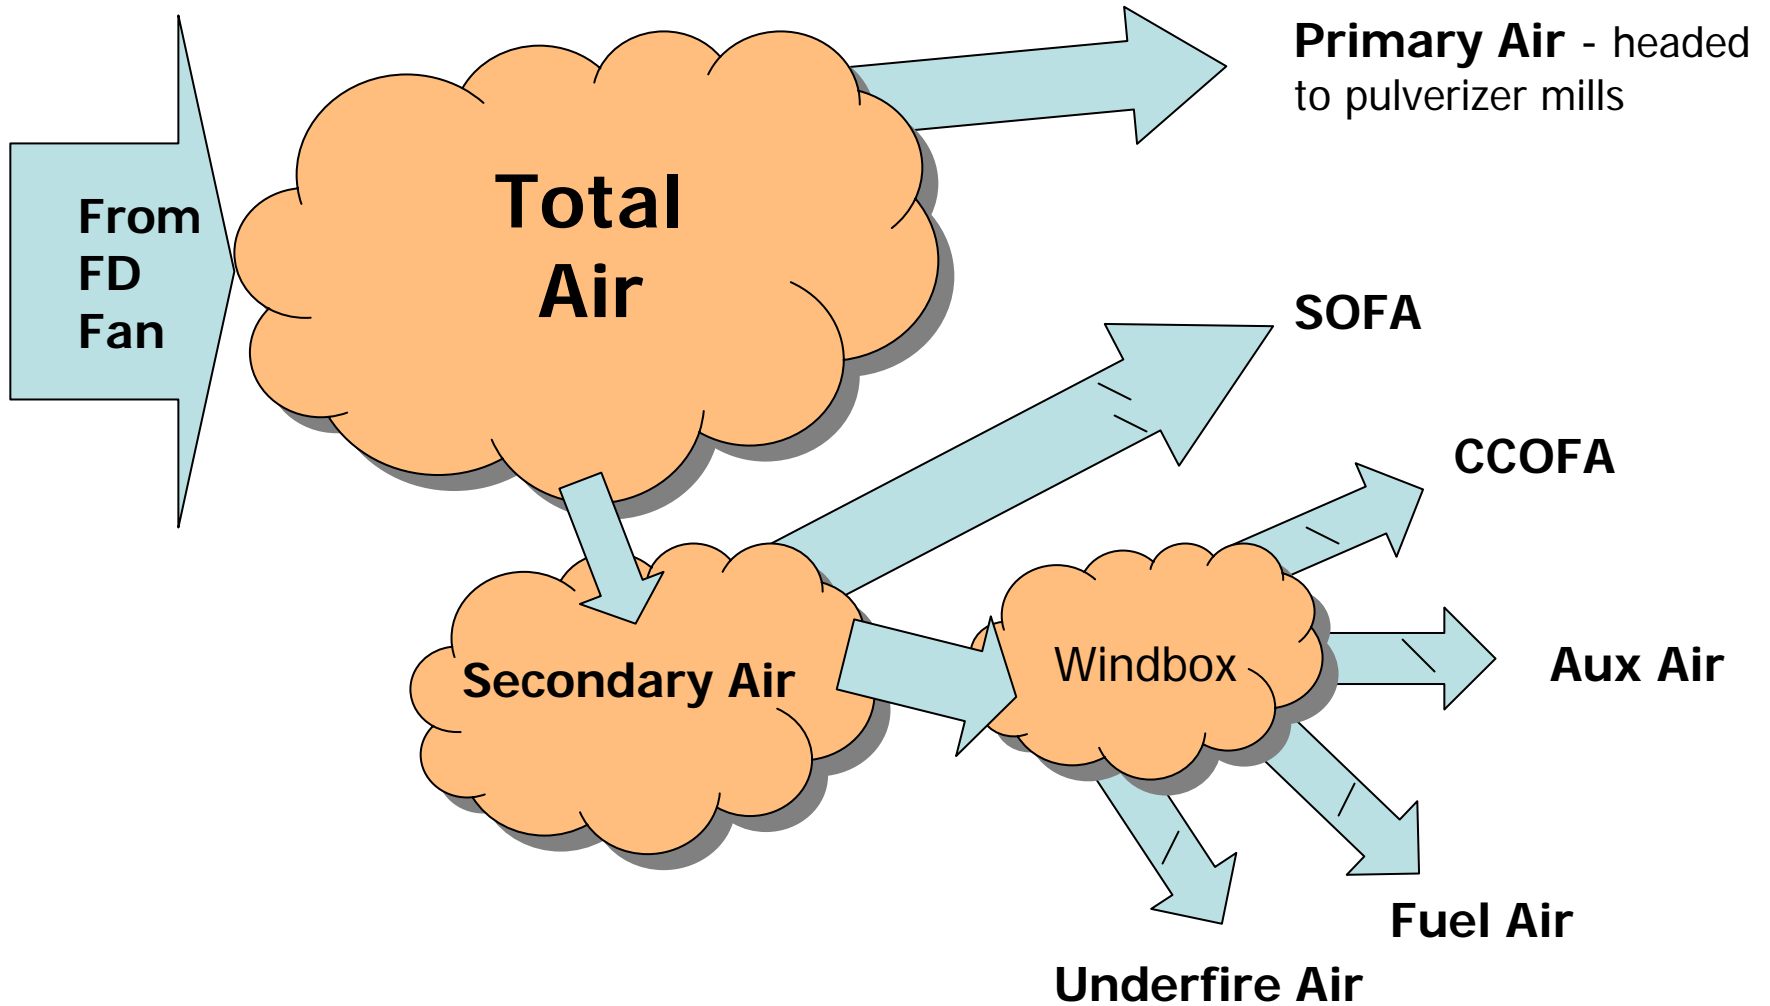 Primary Air - headed
to pulverizer mills
From
FD
Fan
Total
Air
SOFA
CCOFA
Secondary Air
Windbox
Aux Air
Fuel Air
Underfire Air